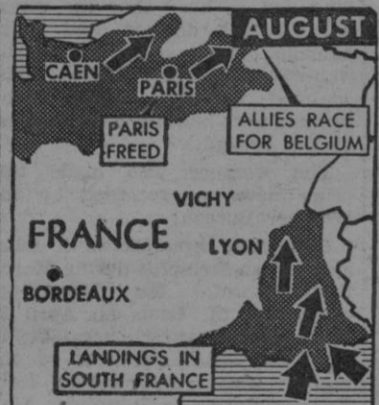 AUGUST
CAEN
PARIS
PARIS
FREED
ALLIES RACE
FOR BELGIUM
VICHY
FRANCE
LYON
BORDEAUX
LANDINGS IN
SOUTH FRANCE